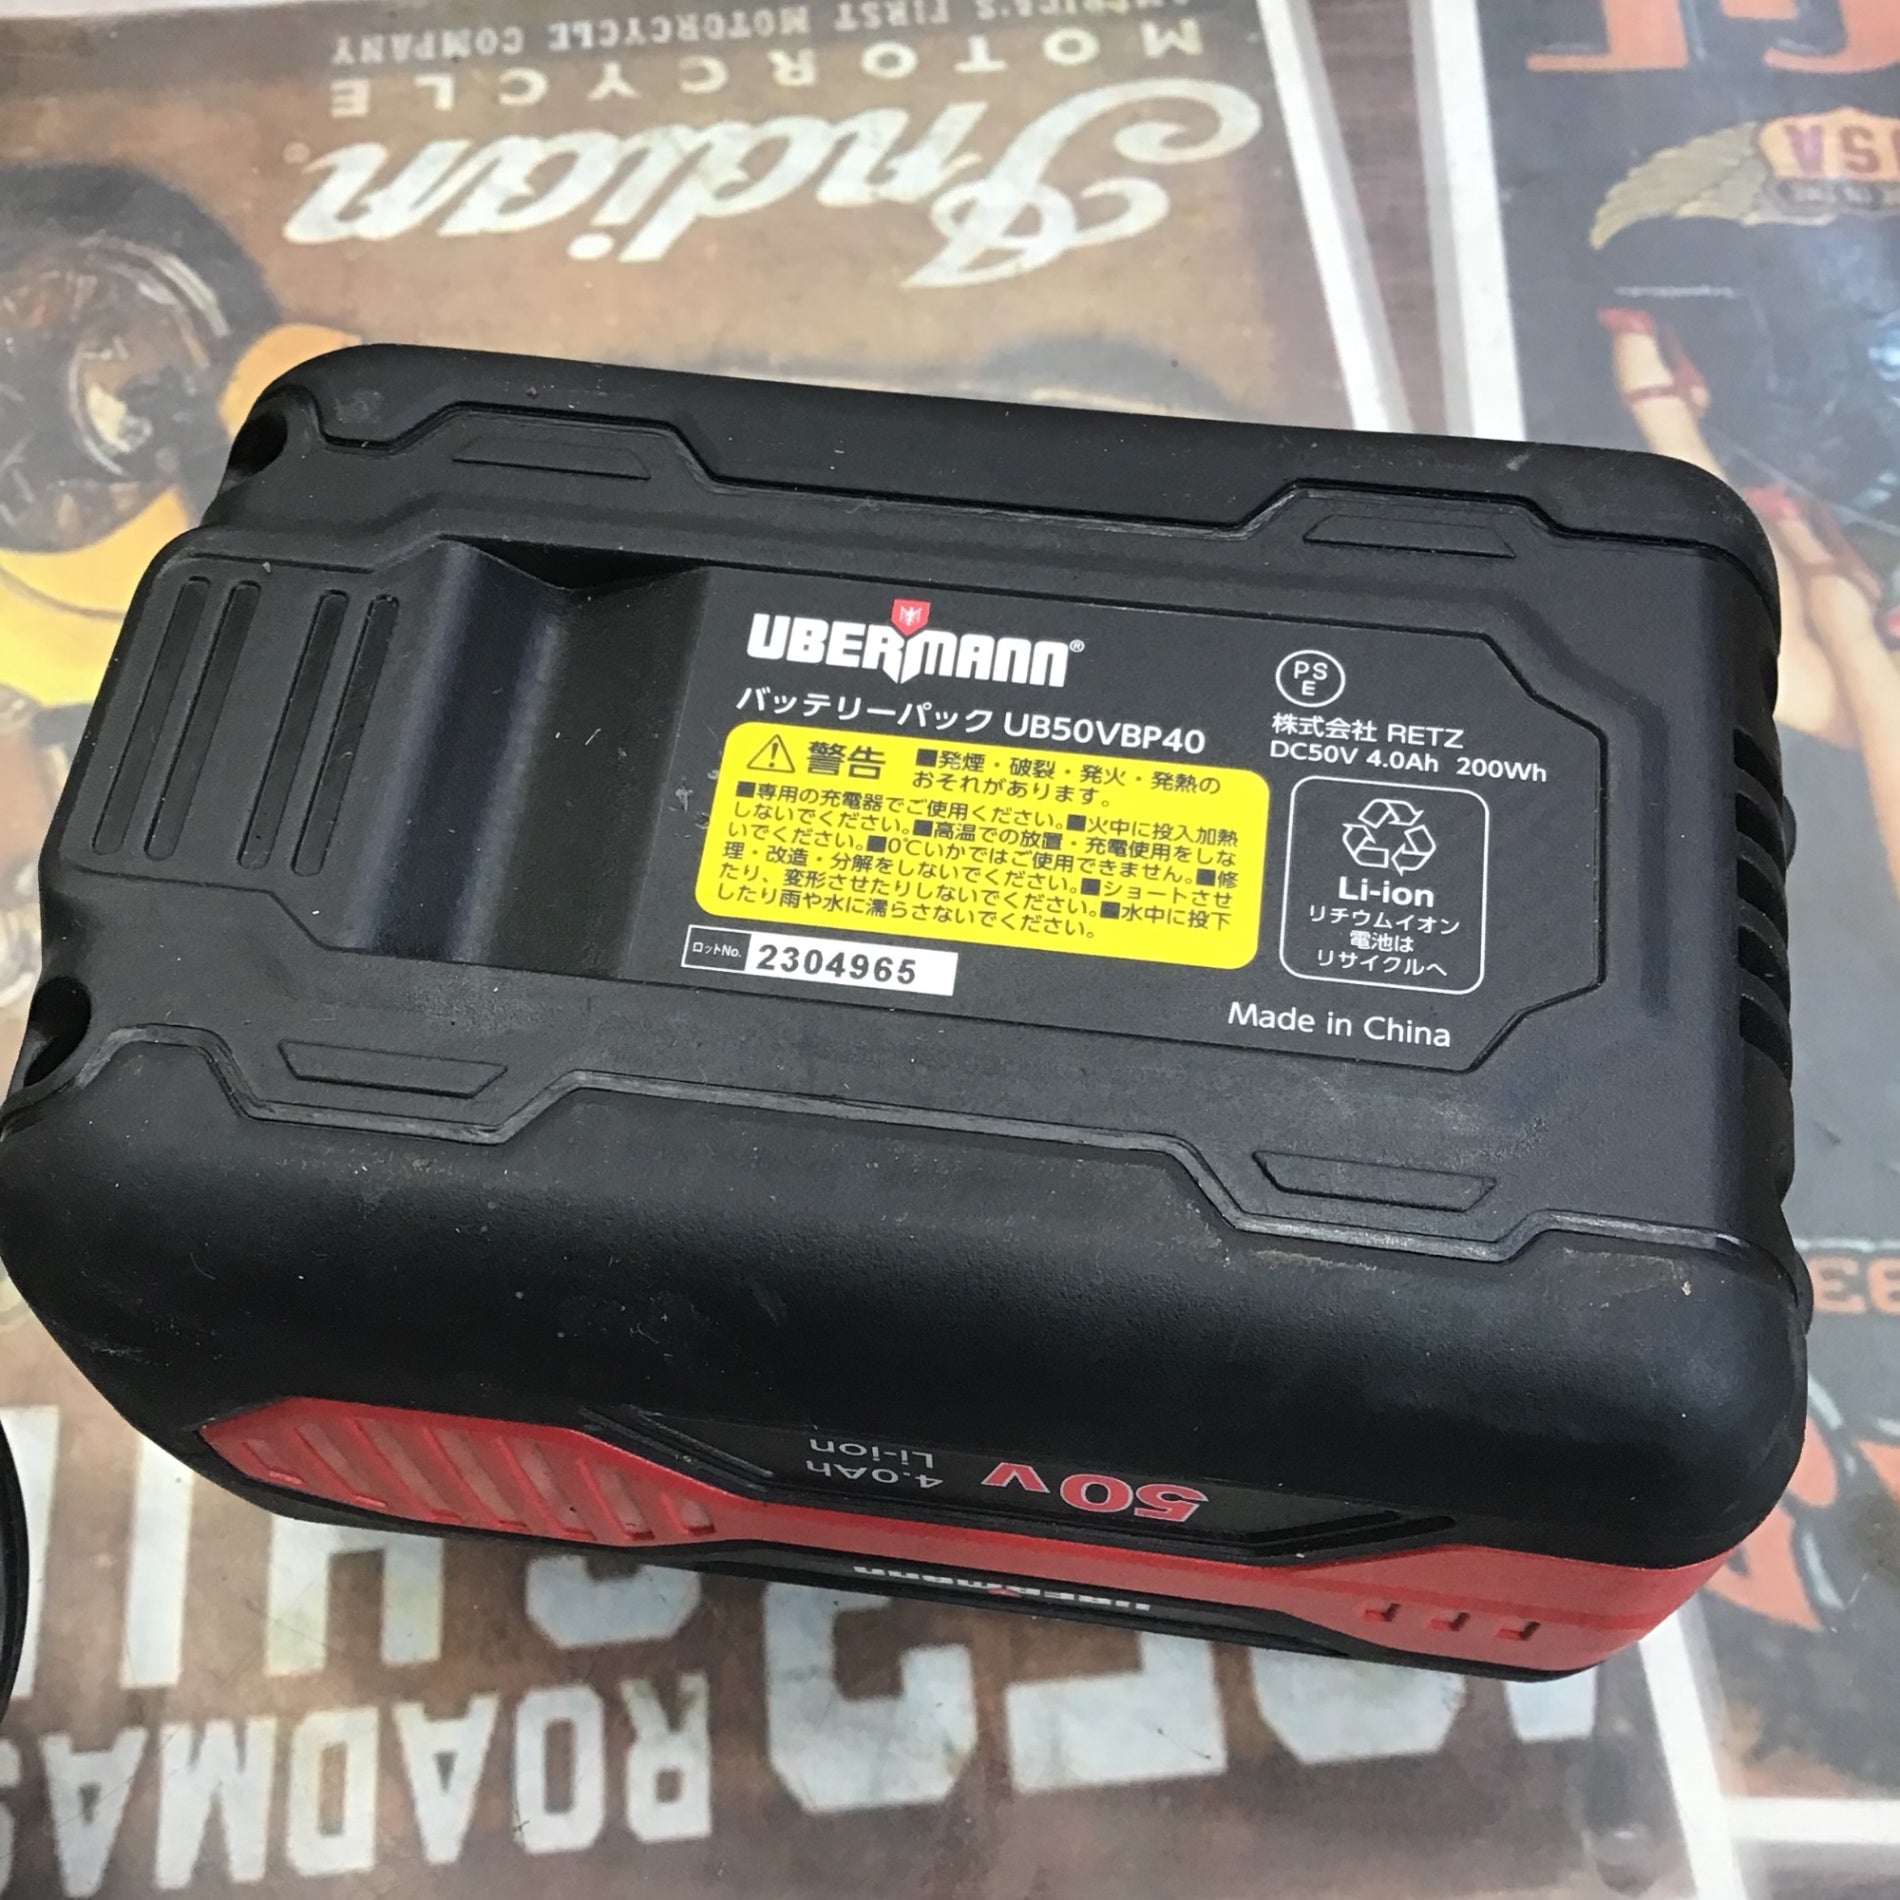 AMERICA'S FIRST MOTORCYCLE COMPANY
MOTORCYCLE
Indian
USA
UBERMANN®
バッテリーパック UB50VBP40
警告
■発煙・破裂・発火・発熱の
おそれがあります。
■専用の充電器でご使用ください。■火中に投入加熱
しないでください。■高温での放置・充電使用をしな
いでください。■0℃いかではご使用できません。■修
理・改造・分解をしないでください。■ショートさせ
たり、変形させたりしないでください。■水中に投下
したり雨や水に濡らさないでください。
ロットNo. 2304965
PS
E
株式会社 RETZ
DC50V 4.0Ah 200Wh
Li-ion
リチウムイオン
電池は
リサイクルへ
Made in China
50V
4.0Ah
Li-ion
UBERMANN